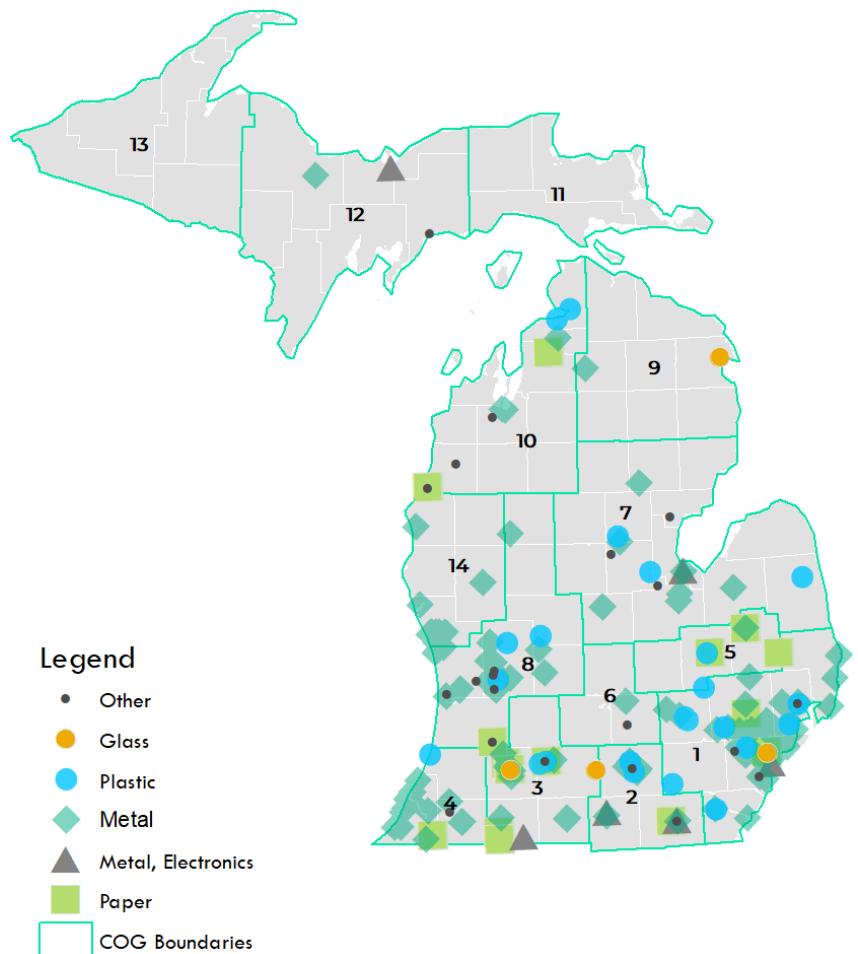 13
12
11
9
10
7
14
5
8
6
1
3
2
4
Legend
Other
Glass
Plastic
Metal
Metal, Electronics
Paper
COG Boundaries